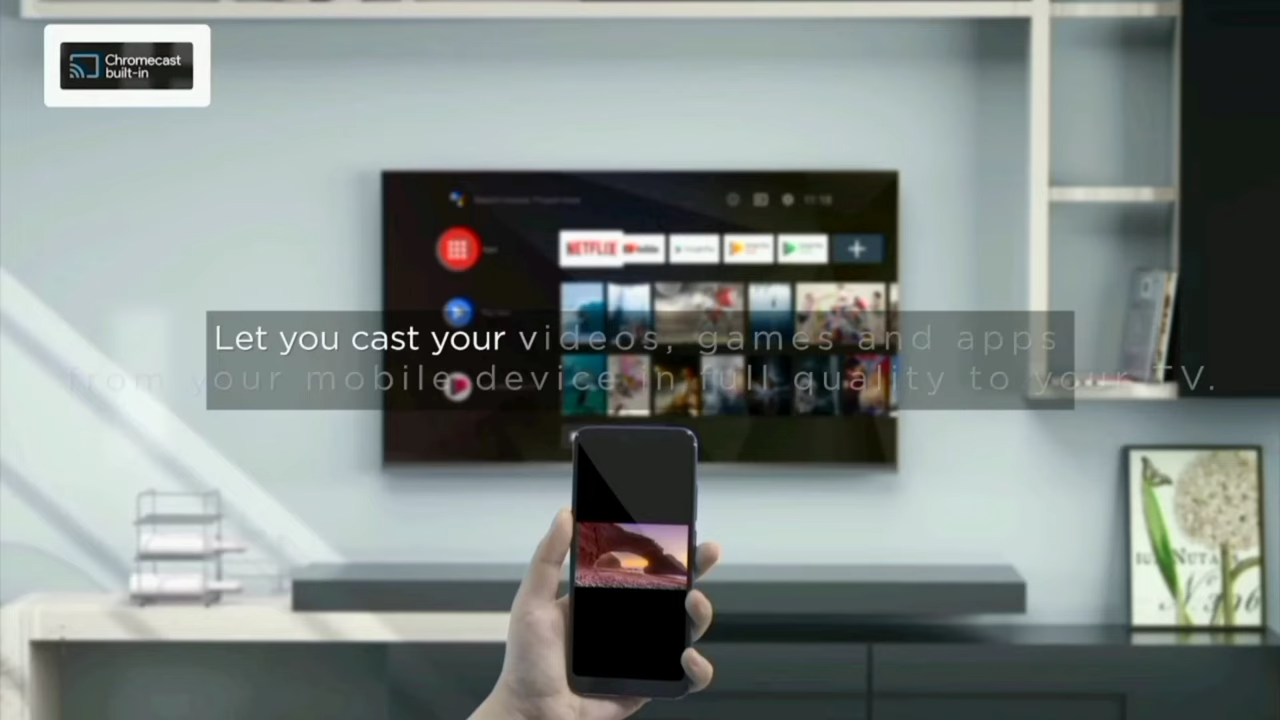 Chromecast
built-in
NETFLIX YouTube
Let you cast your videos, games and apps
from your mobile device in full quality to your TV.